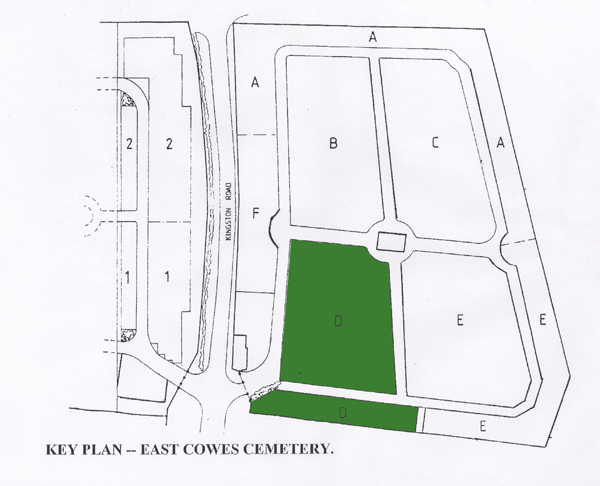 A
A
B
C
A
2
2
KINGSTON ROAD
F
1
1
D
E
E
D
E
KEY PLAN -- EAST COWES CEMETERY.